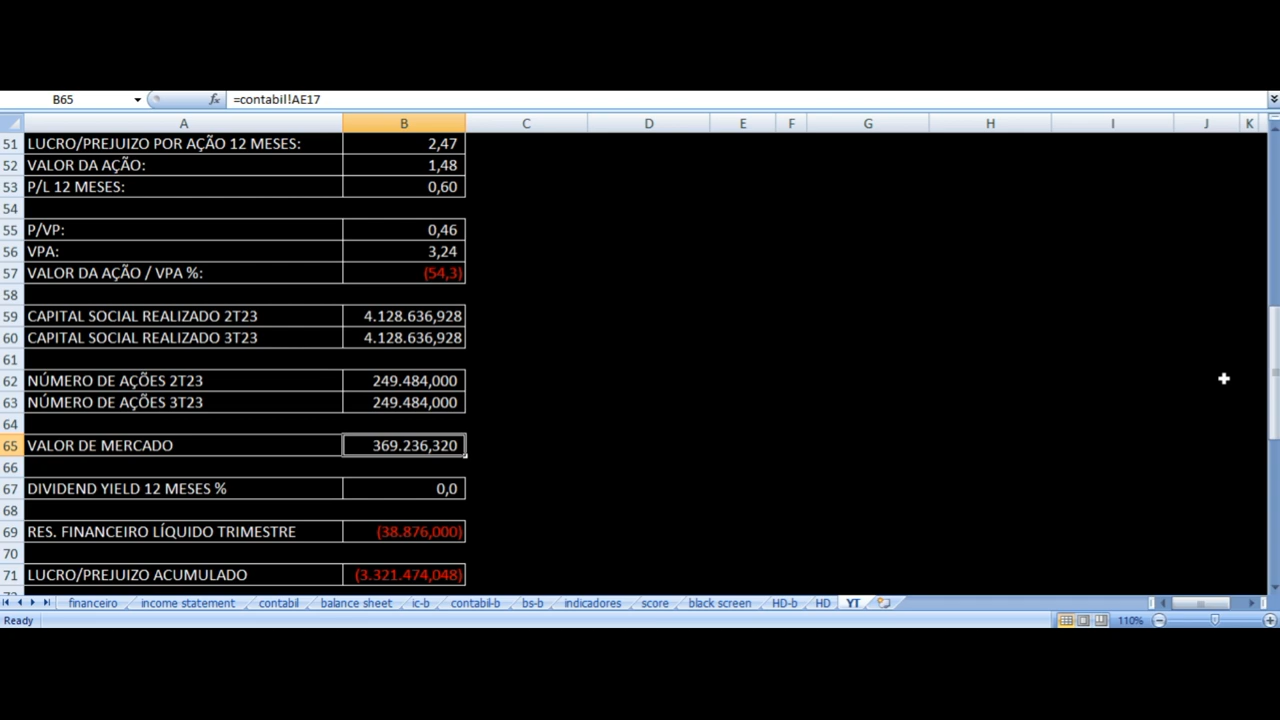 B65 fx =contabil!AE17
A B C D E F G H I J K
51 LUCRO/PREJUIZO POR AÇÃO 12 MESES: 2,47
52 VALOR DA AÇÃO: 1,48
53 P/L 12 MESES: 0,60
54
55 P/VP: 0,46
56 VPA: 3,24
57 VALOR DA AÇÃO / VPA %: (54,3)
58
59 CAPITAL SOCIAL REALIZADO 2T23 4.128.636,928
60 CAPITAL SOCIAL REALIZADO 3T23 4.128.636,928
61
62 NÚMERO DE AÇÕES 2T23 249.484,000
63 NÚMERO DE AÇÕES 3T23 249.484,000
64
65 VALOR DE MERCADO 369.236,320
66
67 DIVIDEND YIELD 12 MESES % 0,0
68
69 RES. FINANCEIRO LÍQUIDO TRIMESTRE (38.876,000)
70
71 LUCRO/PREJUIZO ACUMULADO (3.321.474,048)
financeiro income statement contabil balance sheet ic-b contabil-b bs-b indicadores score black screen HD-b HD YT
Ready 110%